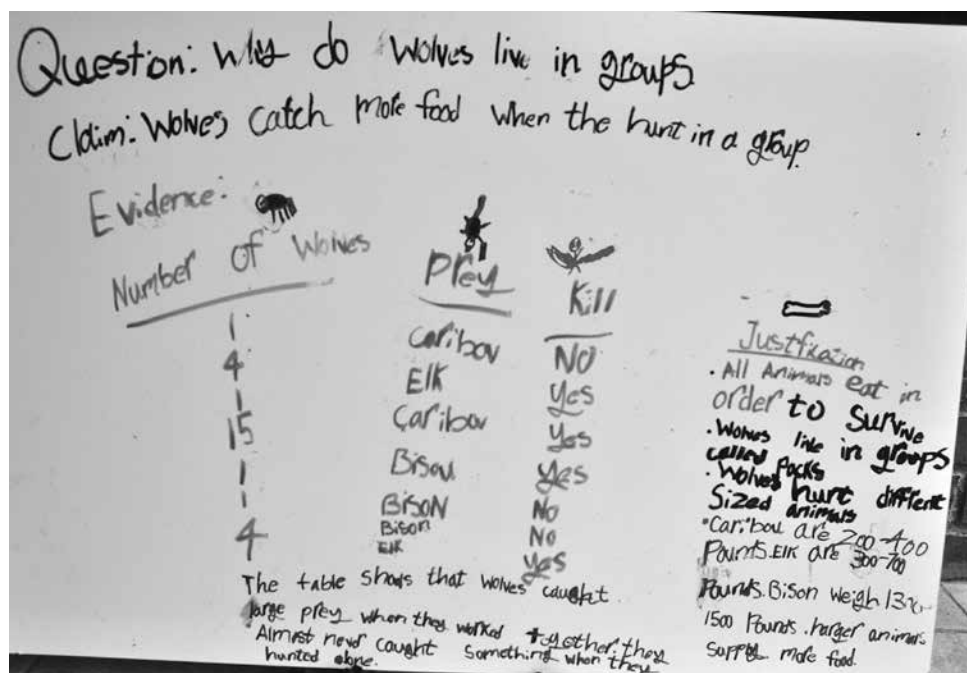 Question: Why do Wolves live in groups
Claim: Wolves catch more food when the hunt in a group.
Evidence:
Number of Wolves Prey Kill
1 Caribou NO
4 Elk Yes
1 Caribou Yes
15 Bison Yes
1 BisoN No
1 Bison No
4 Elk Yes
The table shows that wolves caught
large prey when they worked together. they
Almost never caught something when they
hunted alone.
Justfication
• All Animals eat in
order to Survive
• Wolves live in groups
called Packs
• Wolves hunt diffrent
Sized animals
• Caribou are 200-400
Pounds. Elk are 300-700
Pounds. Bison weigh
1500 Pounds. Larger animals
supply more food.